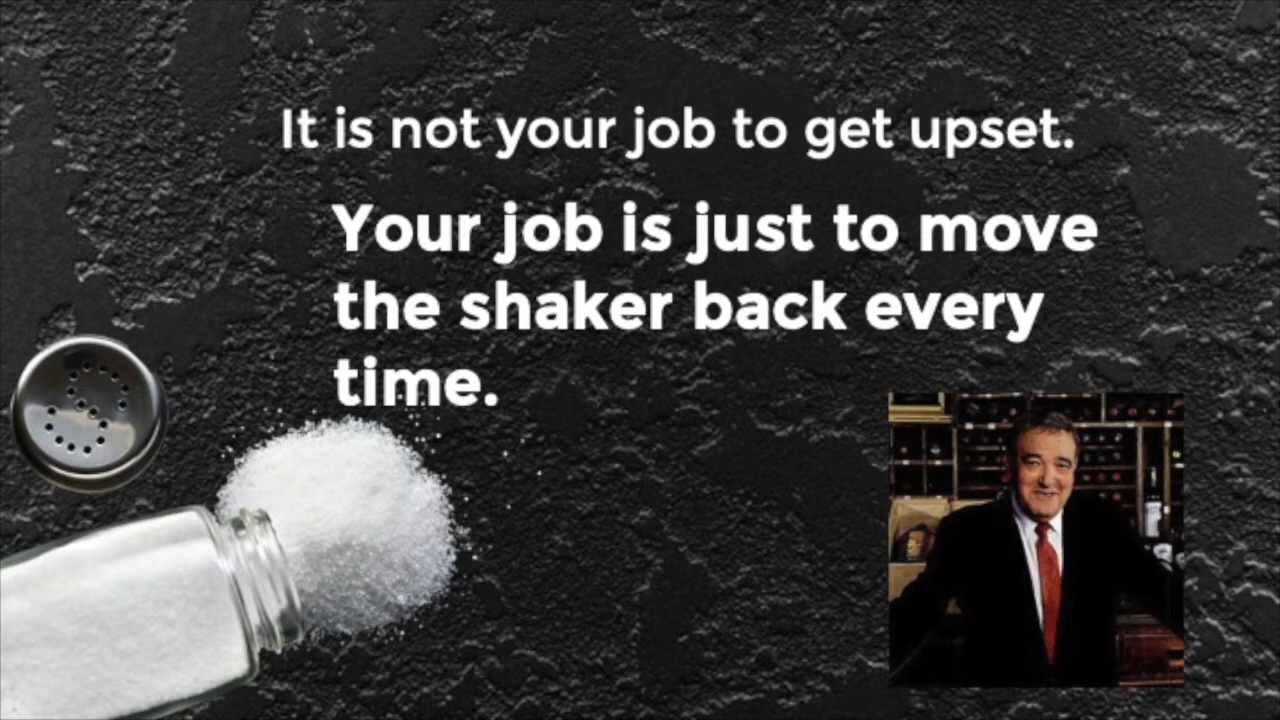 It is not your job to get upset.
Your job is just to move
the shaker back every
time.